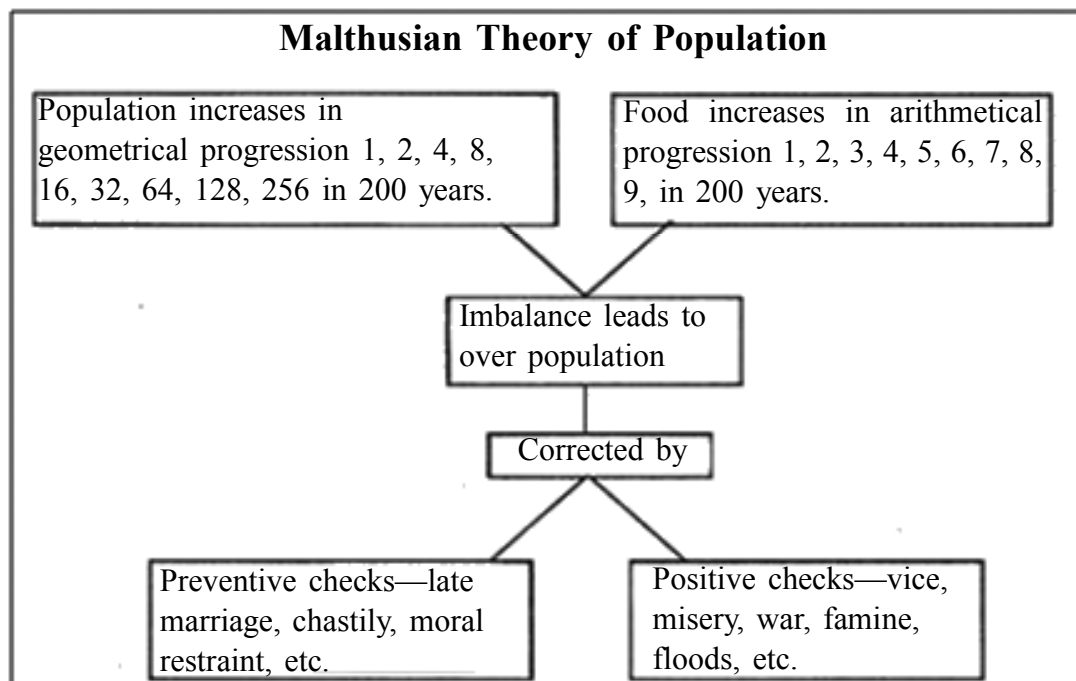 Malthusian Theory of Population
Population increases in
geometrical progression 1, 2, 4, 8,
16, 32, 64, 128, 256 in 200 years.
Food increases in arithmetical
progression 1, 2, 3, 4, 5, 6, 7, 8,
9, in 200 years.
Imbalance leads to
over population
Corrected by
Preventive checks—late
marriage, chastily, moral
restraint, etc.
Positive checks—vice,
misery, war, famine,
floods, etc.